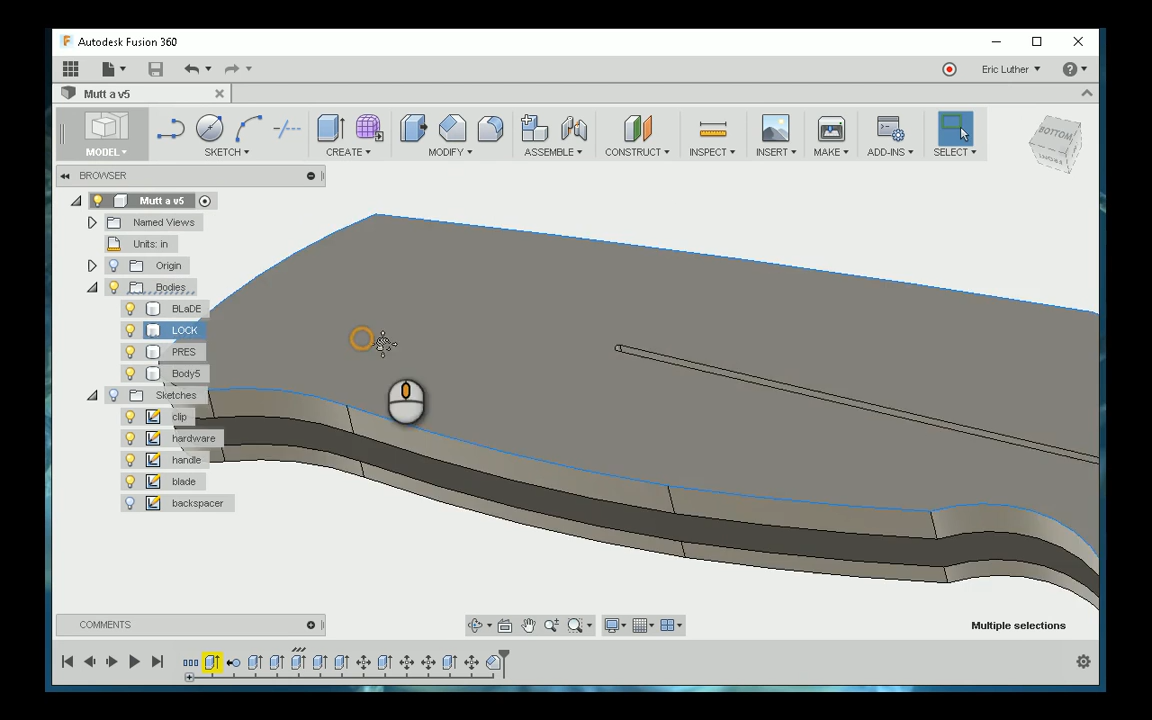 Autodesk Fusion 360
Eric Luther
Mutt a v5
MODEL
SKETCH
CREATE
MODIFY
ASSEMBLE
CONSTRUCT
INSPECT
INSERT
MAKE
ADD-INS
SELECT
BOTTOM
BROWSER
Mutt a v5
Named Views
Units: in
Origin
Bodies
BLaDE
LOCK
PRES
Body5
Sketches
clip
hardware
handle
blade
backspacer
COMMENTS
Multiple selections